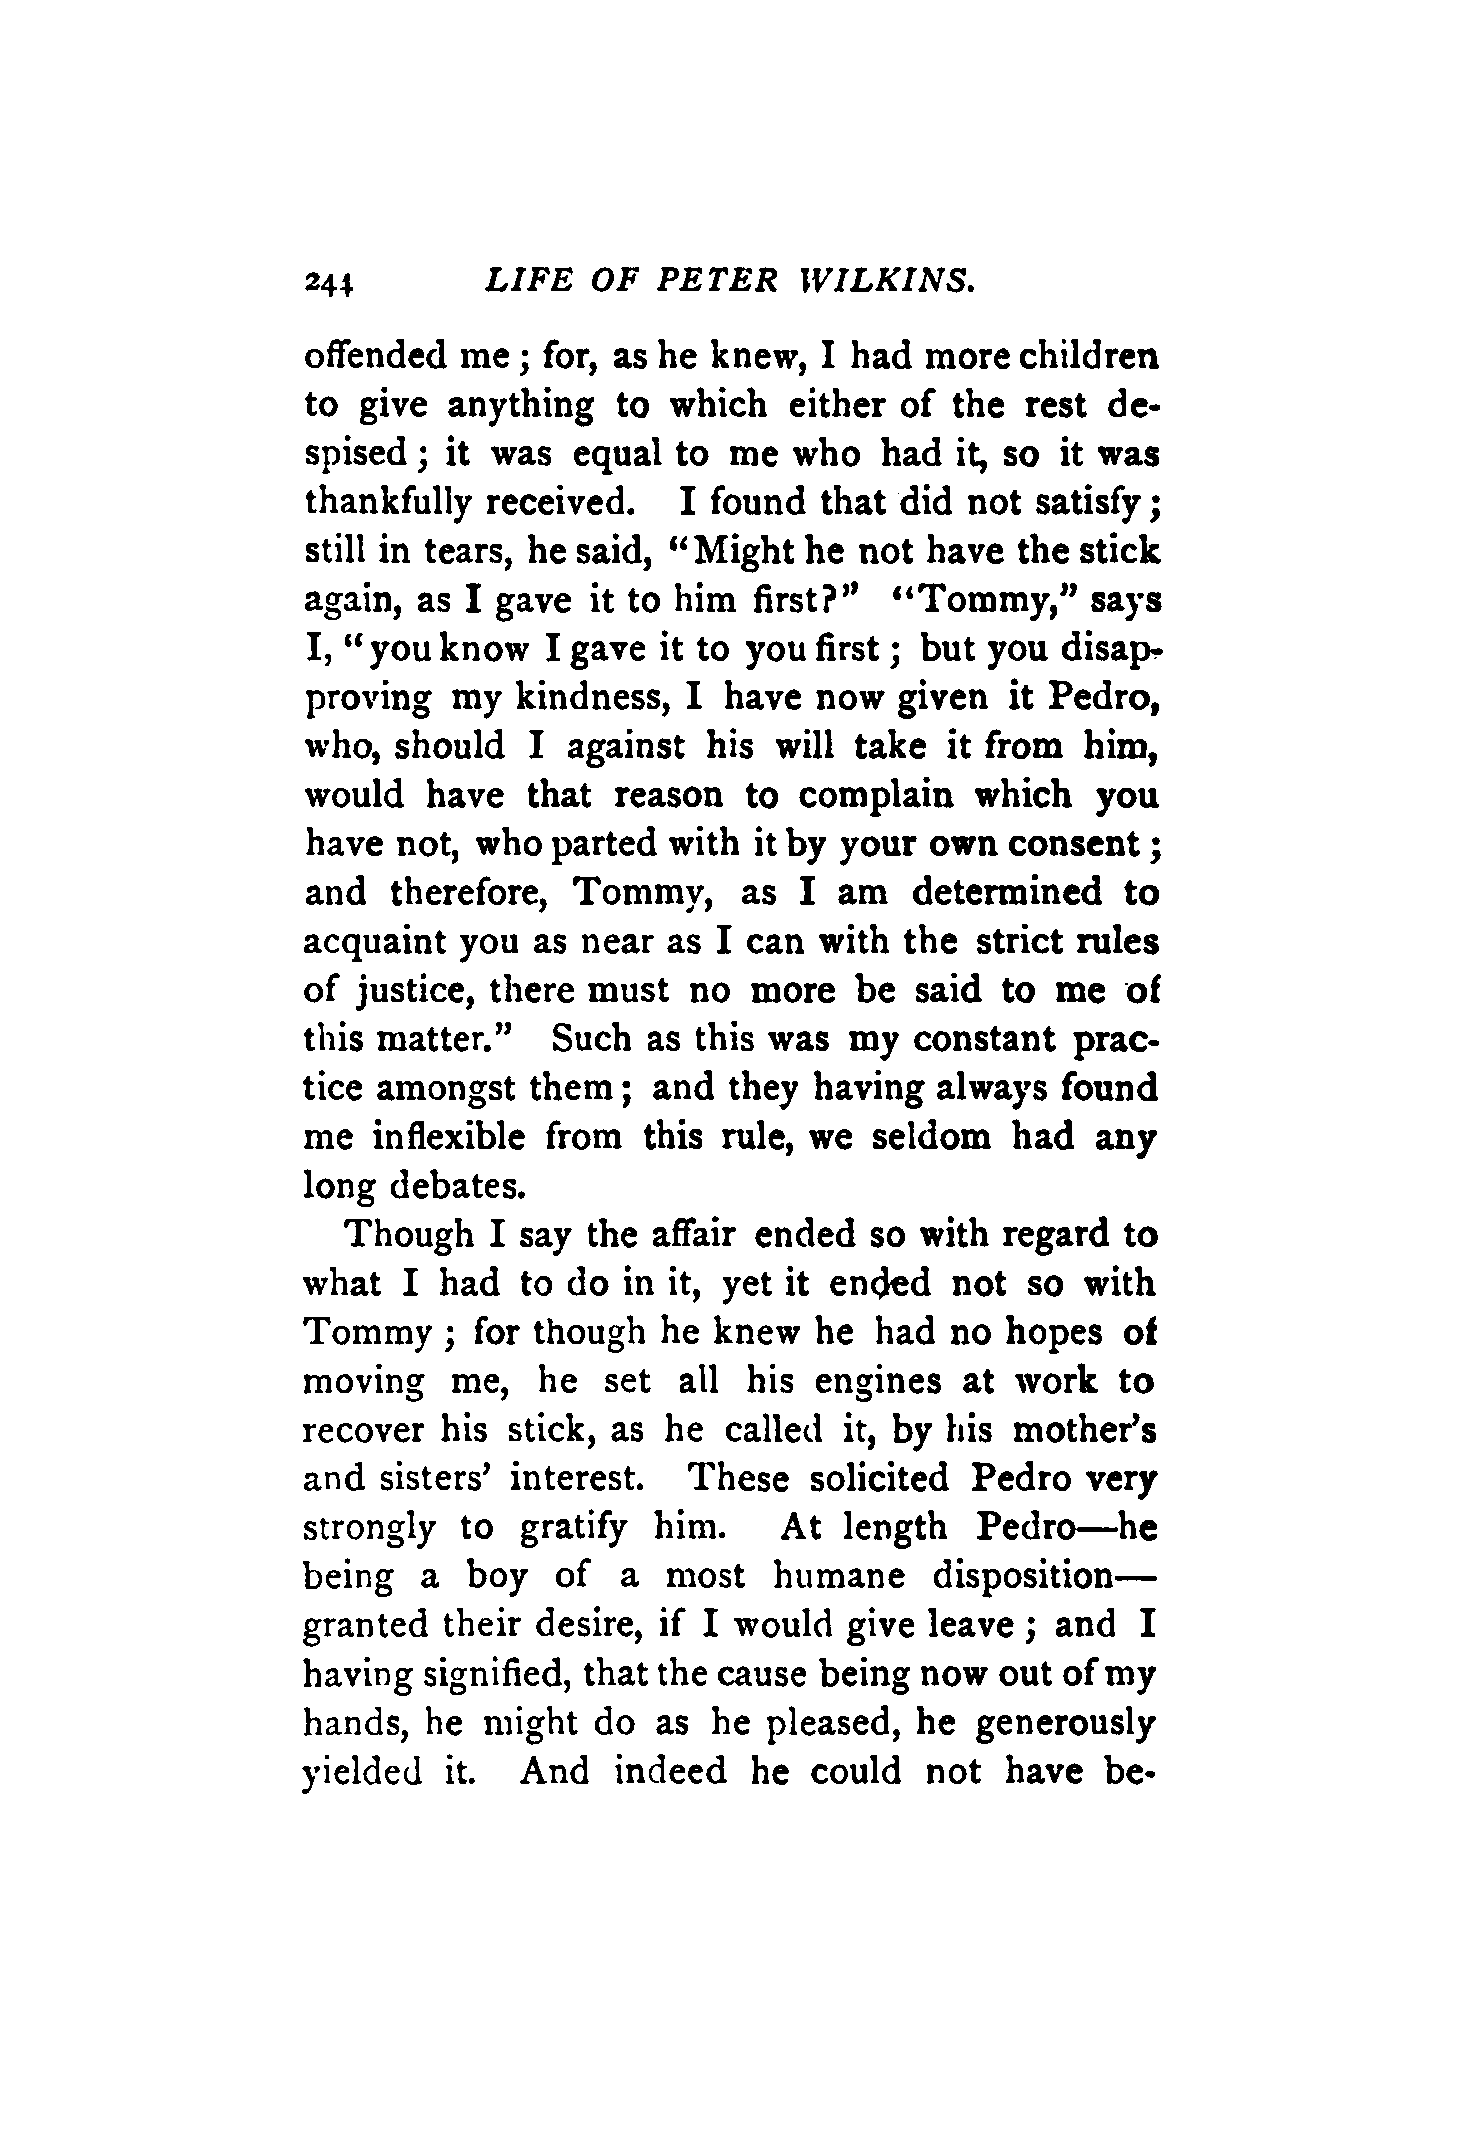 244 LIFE OF PETER WILKINS.
offended me ; for, as he knew, I had more children
to give anything to which either of the rest de-
spised ; it was equal to me who had it, so it was
thankfully received. I found that did not satisfy ;
still in tears, he said, “Might he not have the stick
again, as I gave it to him first?” “Tommy,” says
I, “you know I gave it to you first ; but you disap-
proving my kindness, I have now given it Pedro,
who, should I against his will take it from him,
would have that reason to complain which you
have not, who parted with it by your own consent ;
and therefore, Tommy, as I am determined to
acquaint you as near as I can with the strict rules
of justice, there must no more be said to me of
this matter.” Such as this was my constant prac-
tice amongst them ; and they having always found
me inflexible from this rule, we seldom had any
long debates.
Though I say the affair ended so with regard to
what I had to do in it, yet it ended not so with
Tommy ; for though he knew he had no hopes of
moving me, he set all his engines at work to
recover his stick, as he called it, by his mother’s
and sisters’ interest. These solicited Pedro very
strongly to gratify him. At length Pedro—he
being a boy of a most humane disposition—
granted their desire, if I would give leave ; and I
having signified, that the cause being now out of my
hands, he might do as he pleased, he generously
yielded it. And indeed he could not have be-